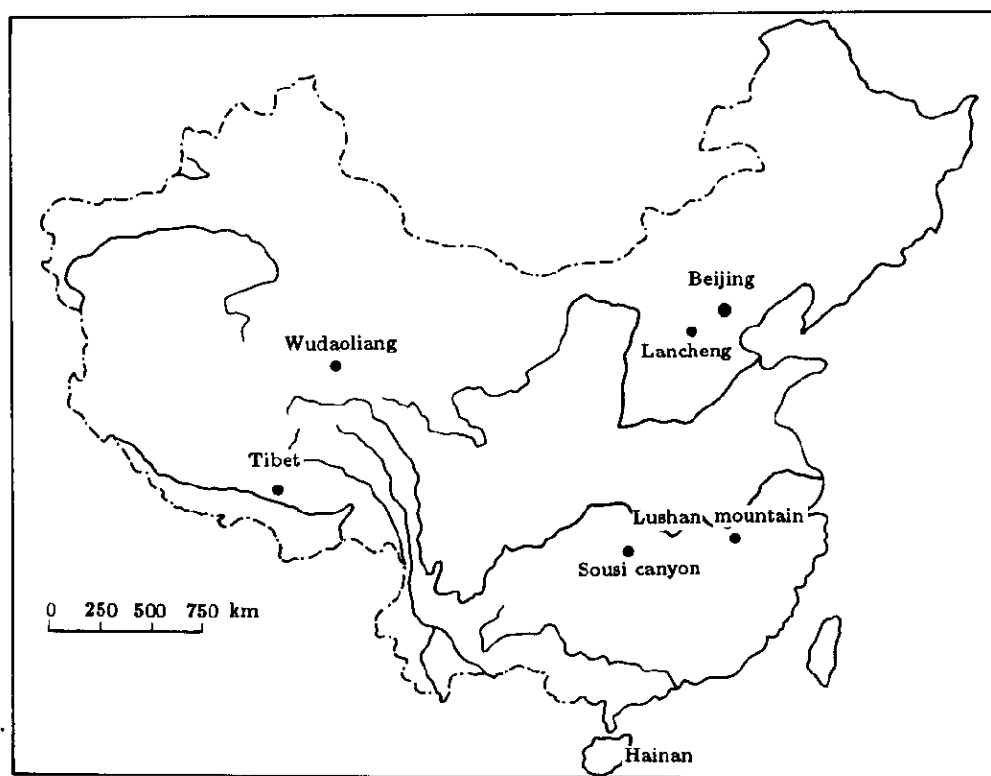 Beijing
Wudaoliang
Lancheng
Tibet
Lushan mountain
Sousi canyon
0 250 500 750 km
Hainan